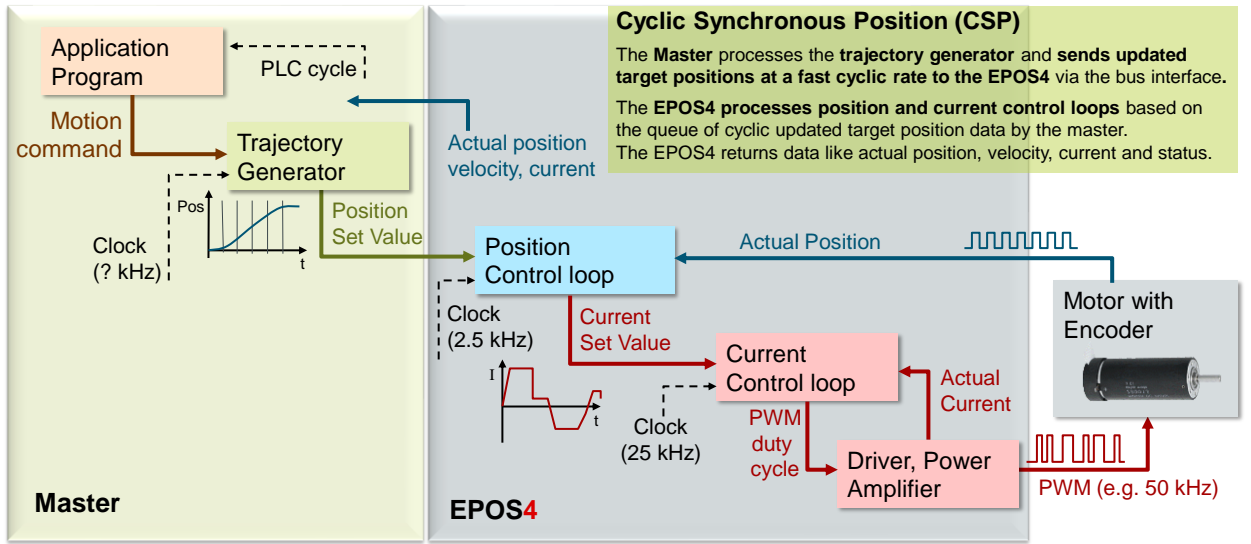 Cyclic Synchronous Position (CSP)
The Master processes the trajectory generator and sends updated
target positions at a fast cyclic rate to the EPOS4 via the bus interface.
The EPOS4 processes position and current control loops based on
the queue of cyclic updated target position data by the master.
The EPOS4 returns data like actual position, velocity, current and status.
Application
Program
PLC cycle
Motion
command
Trajectory
Generator
Actual position
velocity, current
Pos
t
Clock
(? kHz)
Position
Set Value
Position
Control loop
Actual Position
Clock
(2.5 kHz)
Current
Set Value
I
t
Current
Control loop
Actual
Current
Clock
(25 kHz)
PWM
duty
cycle
Driver, Power
Amplifier
Motor with
Encoder
PWM (e.g. 50 kHz)
Master
EPOS4